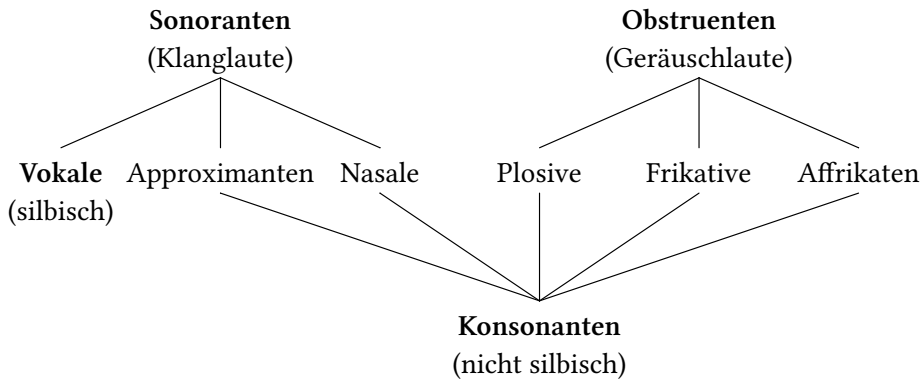 Sonoranten
(Klanglaute)
Obstruenten
(Geräuschlaute)
Vokale
(silbisch)
Approximanten
Nasale
Plosive
Frikative
Affrikaten
Konsonanten
(nicht silbisch)